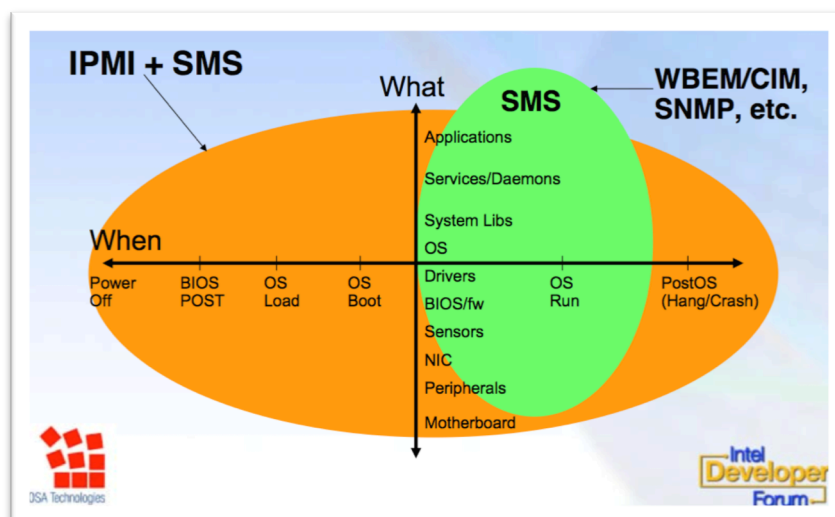 IPMI + SMS
What
SMS
WBEM/CIM,
SNMP, etc.
Applications
Services/Daemons
System Libs
OS
When
Power
Off
BIOS
POST
OS
Load
OS
Boot
Drivers
BIOS/fw
Sensors
NIC
Peripherals
Motherboard
OS
Run
PostOS
(Hang/Crash)
OSA Technologies
Intel
Developer
Forum